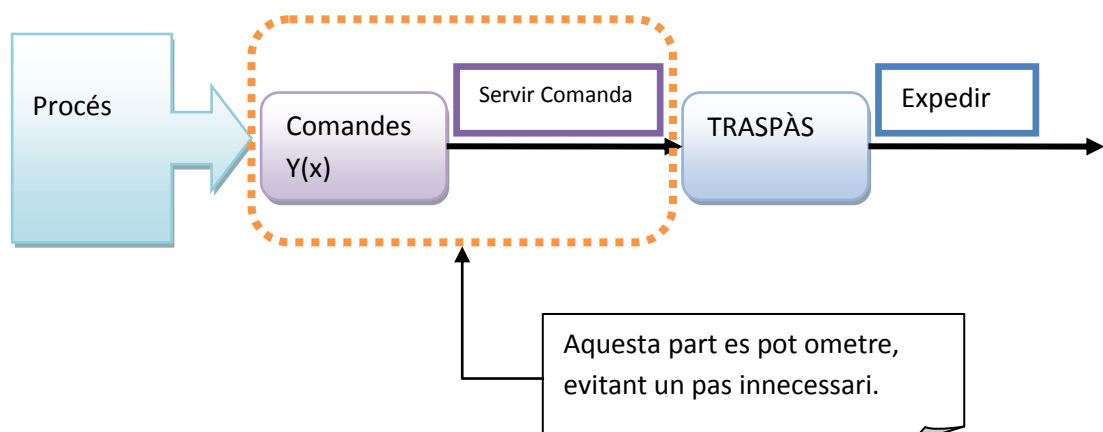 Procés
Comandes
Y(x)
Servir Comanda
TRASPÀS
Expedir
Aquesta part es pot ometre,
evitant un pas innecessari.